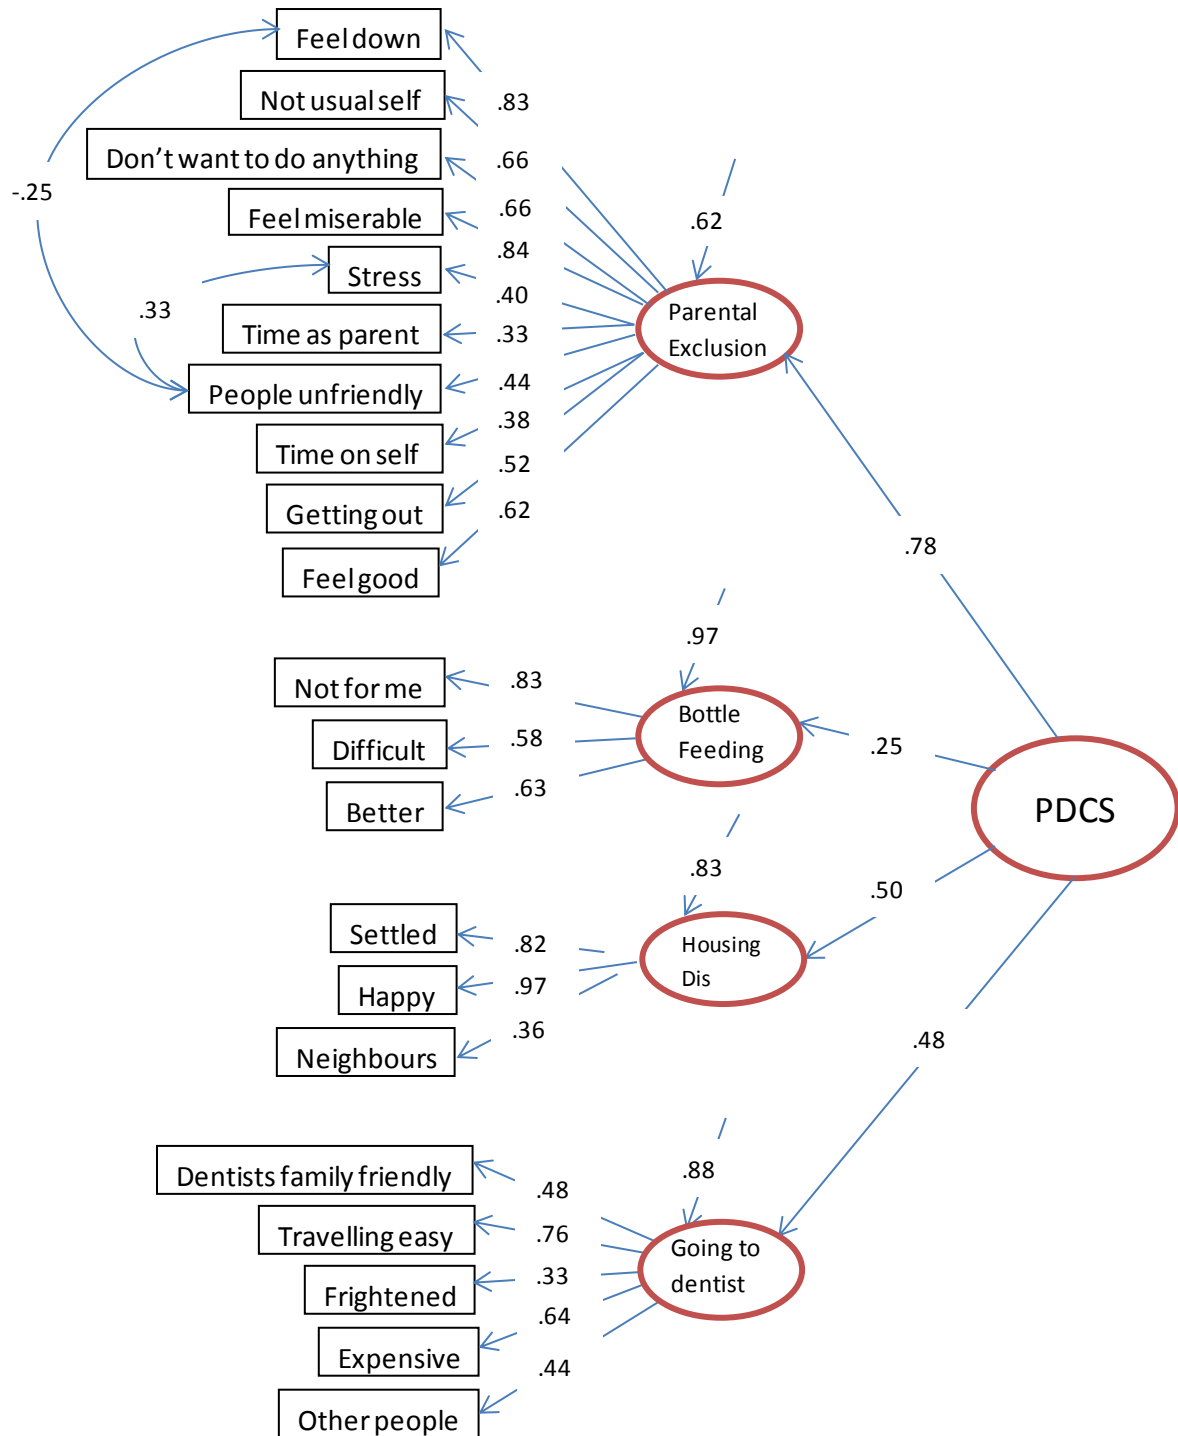 Feel down
Not usual self
.83
Don't want to do anything
.66
-.25
Feel miserable
.66
.62
Stress
.84
.40
.33
Time as parent
.33
Parental
Exclusion
People unfriendly
.44
.38
Time on self
.52
Getting out
.62
Feel good
.78
.97
Not for me
.83
Bottle
Feeding
Difficult
.58
.25
Better
.63
PDCS
.83
.50
Settled
.82
Housing
Dis
Happy
.97
Neighbours
.36
.48
Dentists family friendly
.88
.48
Travelling easy
.76
Going to
dentist
Frightened
.33
.64
Expensive
.44
Other people